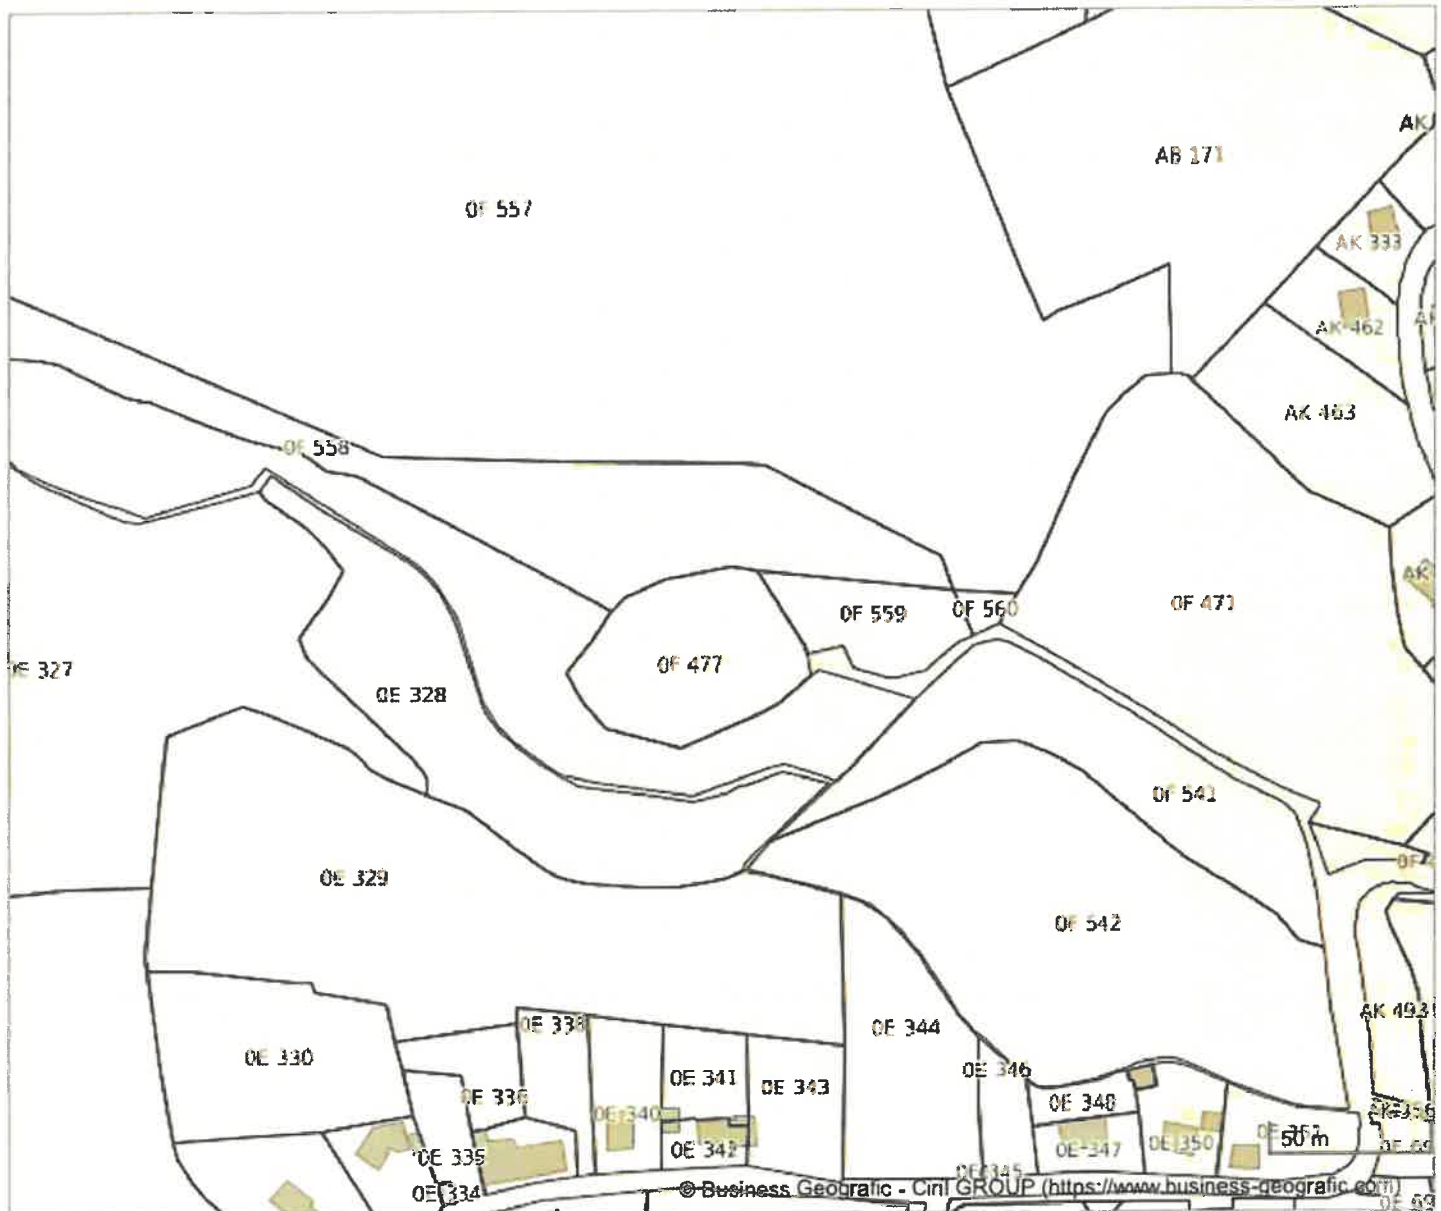 AK
AB 171
0F 557
AK 333
AK 462
AK 463
0F 558
0F 471
0F 559
0F 560
0F 477
0E 327
0E 328
0F 541
0E 329
0F 542
AK 493
0E 338
0E 344
0E 330
0E 346
0E 341
0E 343
0E 336
0E 348
0E 340
50 m
0E 342
0E 347
0E 350
0E 335
0E 345
0E 334
© Business Geografic - Ciril GROUP (https://www.business-geografic.com)